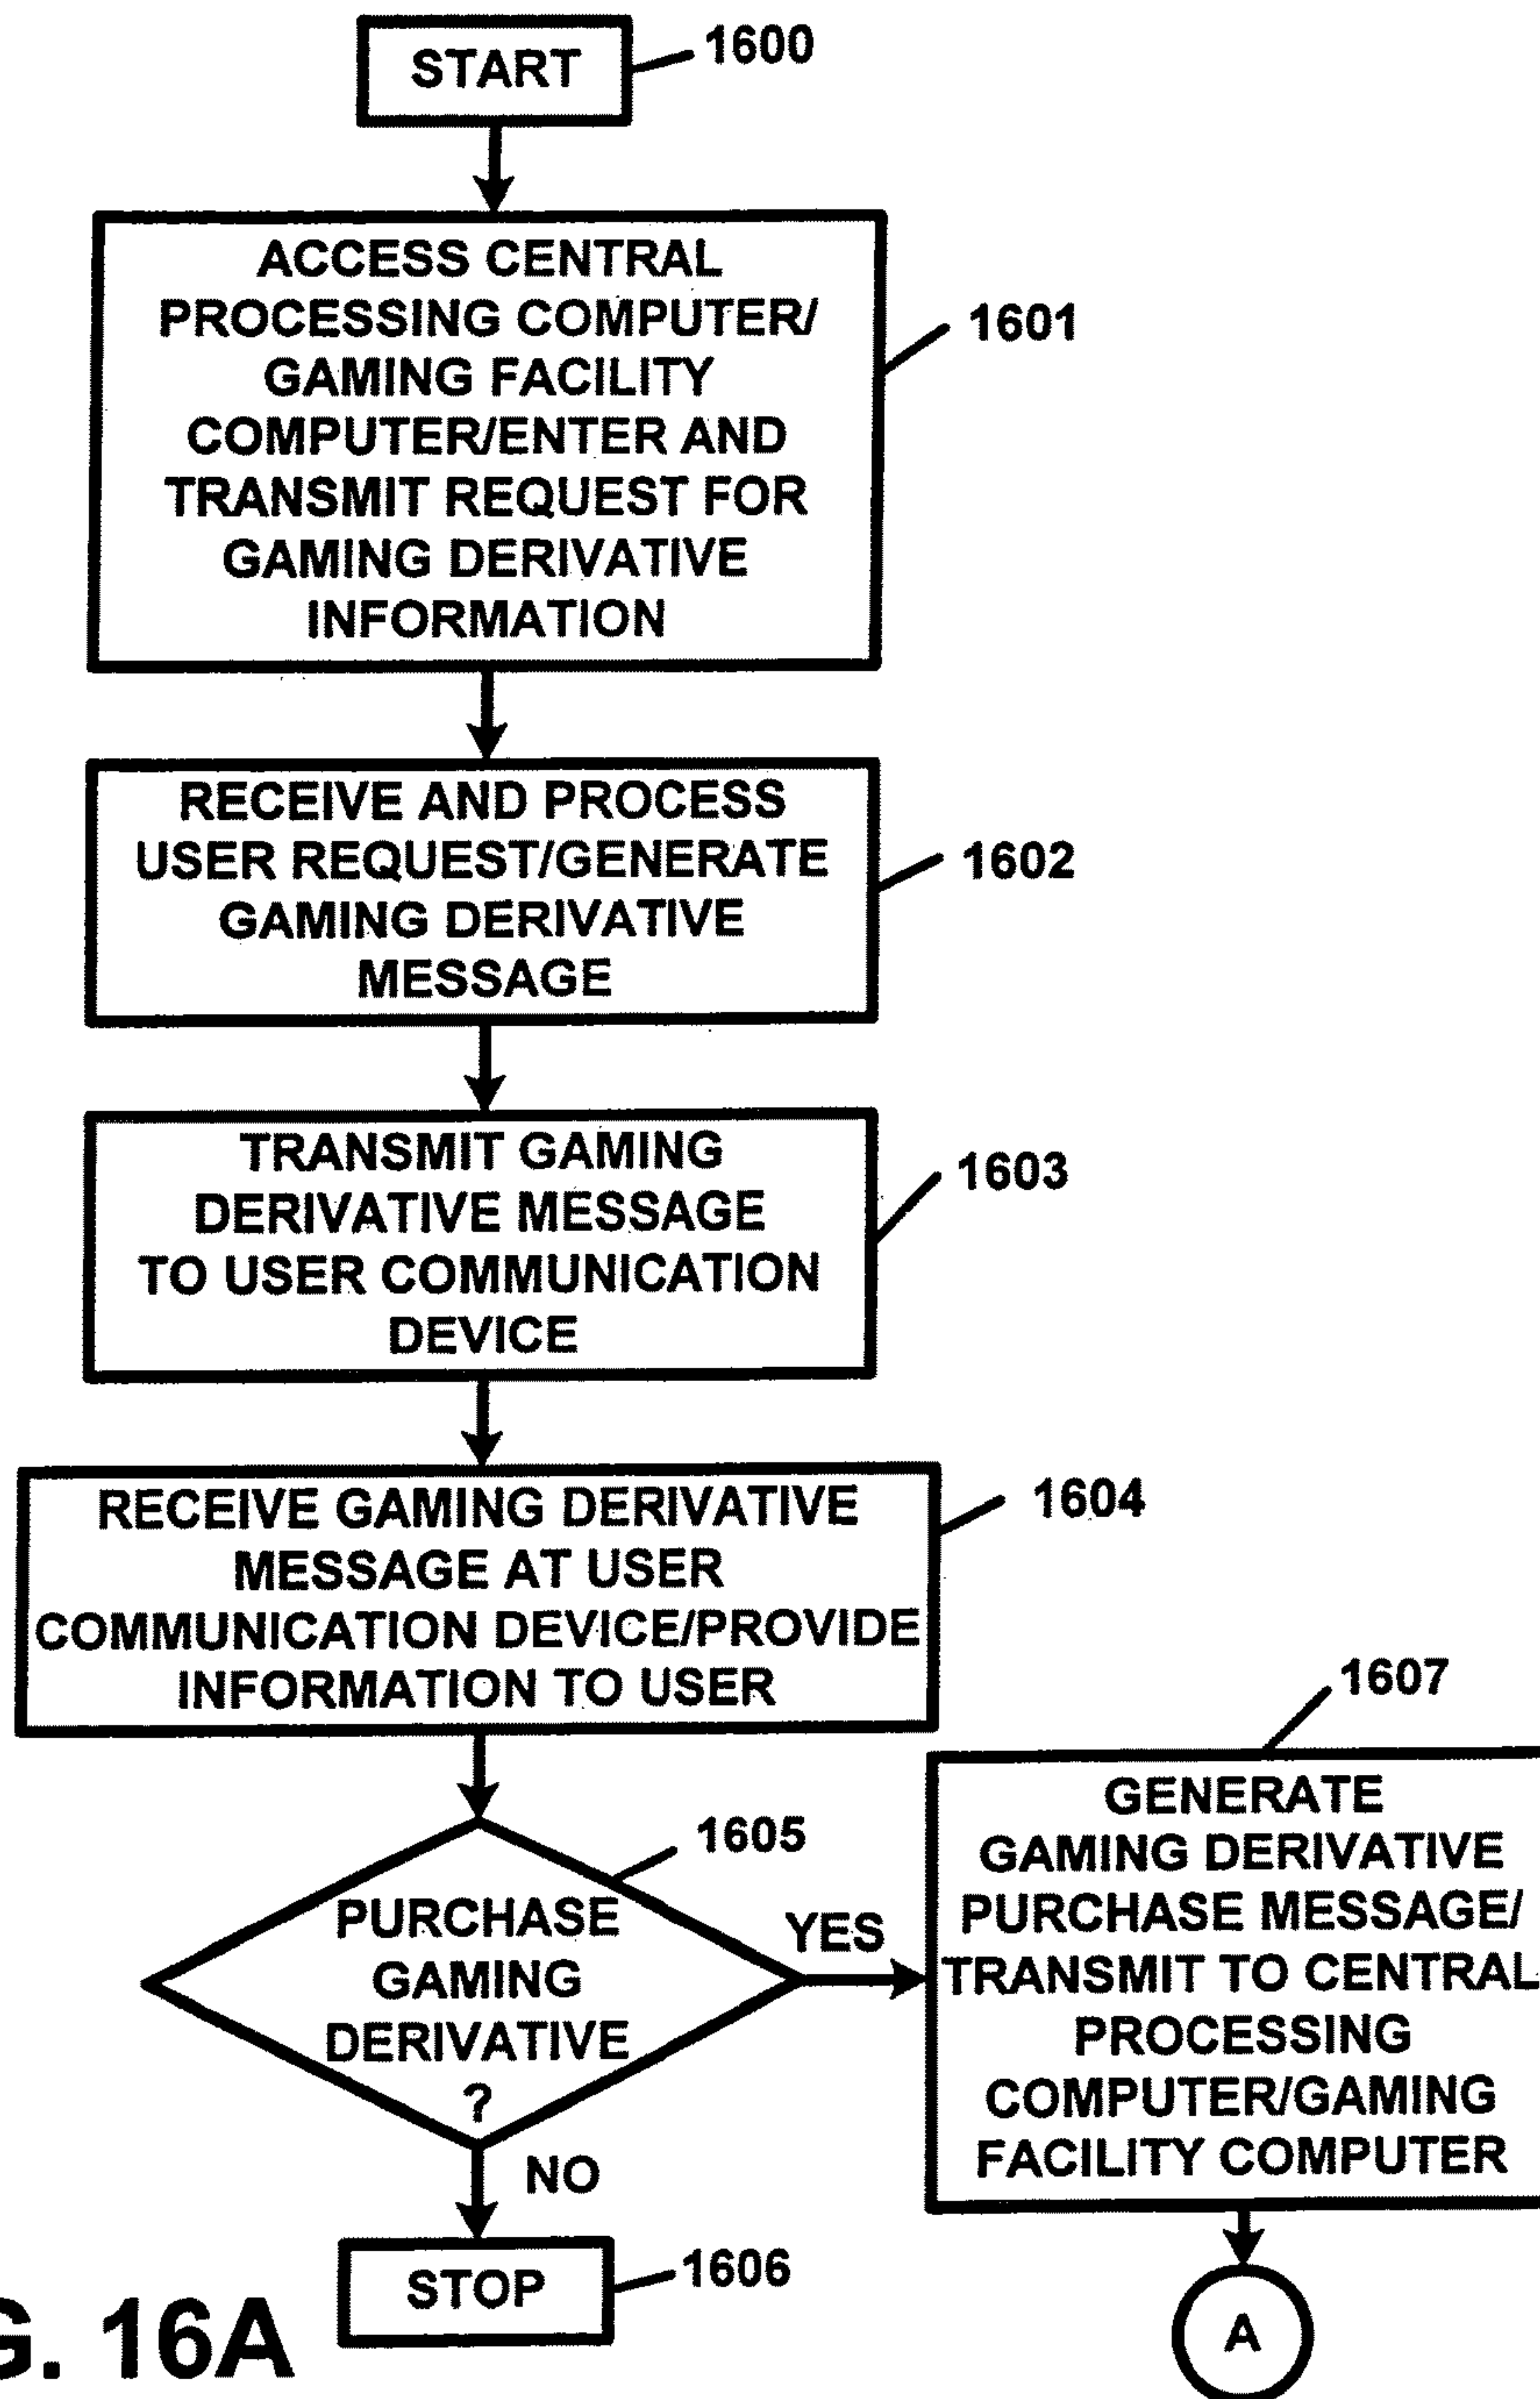 START
1600
ACCESS CENTRAL
PROCESSING COMPUTER/
GAMING FACILITY
COMPUTER/ENTER AND
TRANSMIT REQUEST FOR
GAMING DERIVATIVE
INFORMATION
1601
RECEIVE AND PROCESS
USER REQUEST/GENERATE
GAMING DERIVATIVE
MESSAGE
1602
TRANSMIT GAMING
DERIVATIVE MESSAGE
TO USER COMMUNICATION
DEVICE
1603
RECEIVE GAMING DERIVATIVE
MESSAGE AT USER
COMMUNICATION DEVICE/PROVIDE
INFORMATION TO USER
1604
PURCHASE
GAMING
DERIVATIVE
?
1605
YES
NO
STOP
1606
1607
GENERATE
GAMING DERIVATIVE
PURCHASE MESSAGE/
TRANSMIT TO CENTRAL
PROCESSING
COMPUTER/GAMING
FACILITY COMPUTER
A
G. 16A